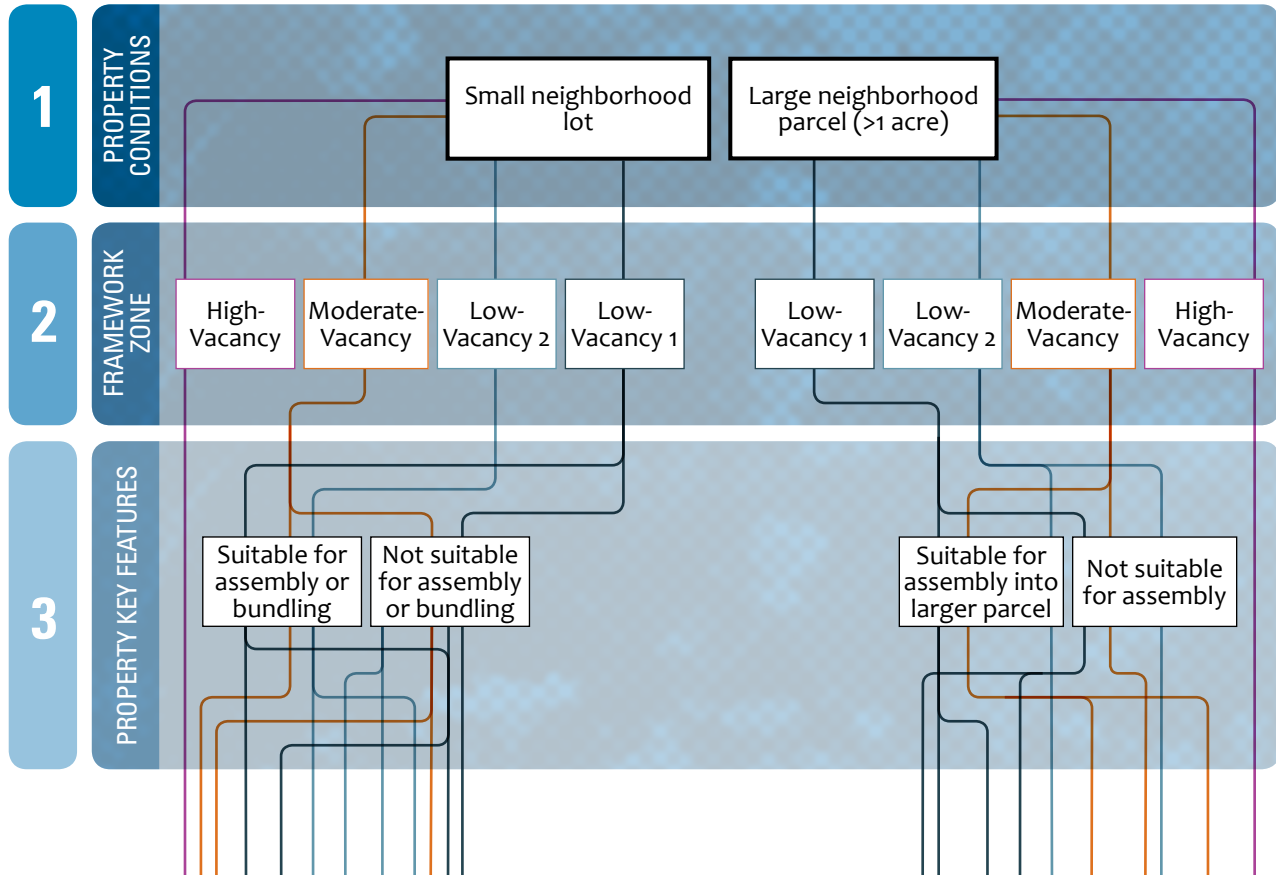 1
PROPERTY
CONDITIONS
Small neighborhood
lot
Large neighborhood
parcel (>1 acre)
2
FRAMEWORK
ZONE
High-
Vacancy
Moderate-
Vacancy
Low-
Vacancy 2
Low-
Vacancy 1
Low-
Vacancy 1
Low-
Vacancy 2
Moderate-
Vacancy
High-
Vacancy
3
PROPERTY KEY FEATURES
Suitable for
assembly or
bundling
Not suitable
for assembly
or bundling
Suitable for
assembly into
larger parcel
Not suitable
for assembly